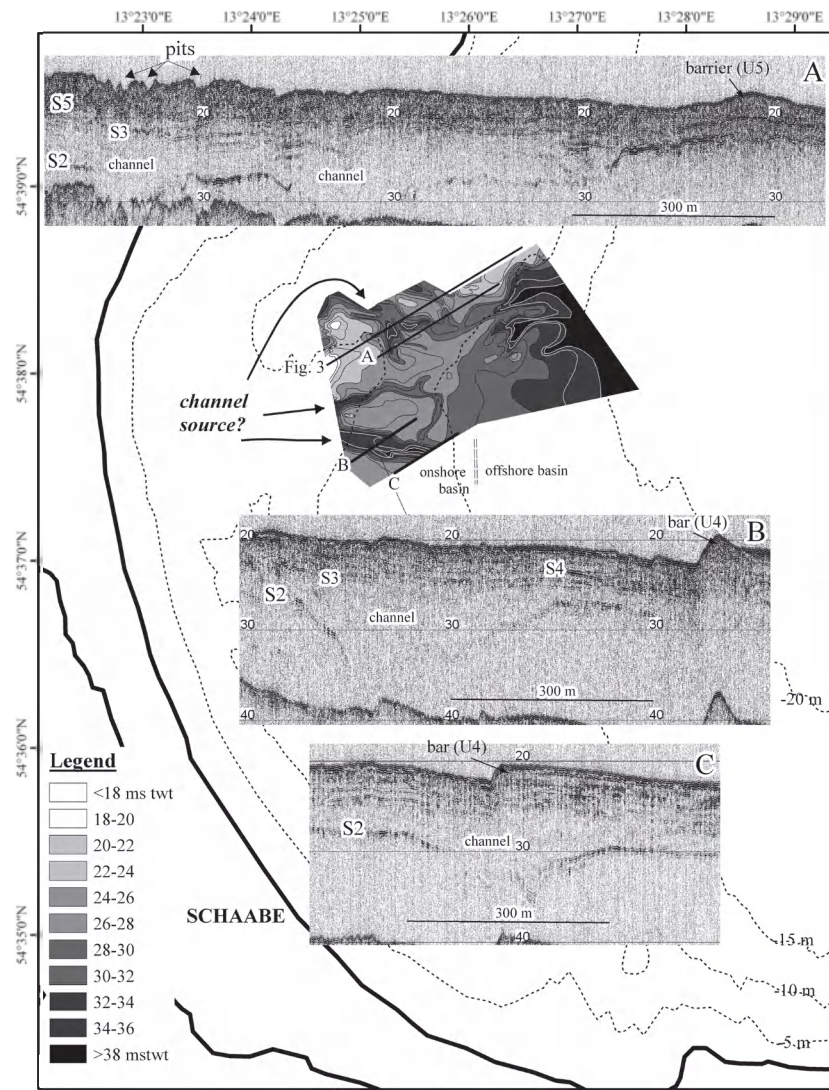 13°23'0"E 13°24'0"E 13°25'0"E 13°26'0"E 13°27'0"E 13°28'0"E 13°29'0"E
pits
barrier (U5)
A
S5
20 20 20 20
S3
channel
S2
channel
30 30 30
300 m
54°39'0"N
54°38'0"N
54°37'0"N
54°36'0"N
54°35'0"N
Fig. 3
A
channel
source?
B
C
onshore
basin
offshore basin
bar (U4)
B
20 20 20
S3
S4
S2
channel
30 30 30
300 m
40 40 40
-20 m
bar (U4)
C
20
S2
channel
30
300 m
40
SCHAABE
-15 m
-10 m
-5 m
Legend
<18 ms twt
18-20
20-22
22-24
24-26
26-28
28-30
30-32
32-34
34-36
>38 mstwt